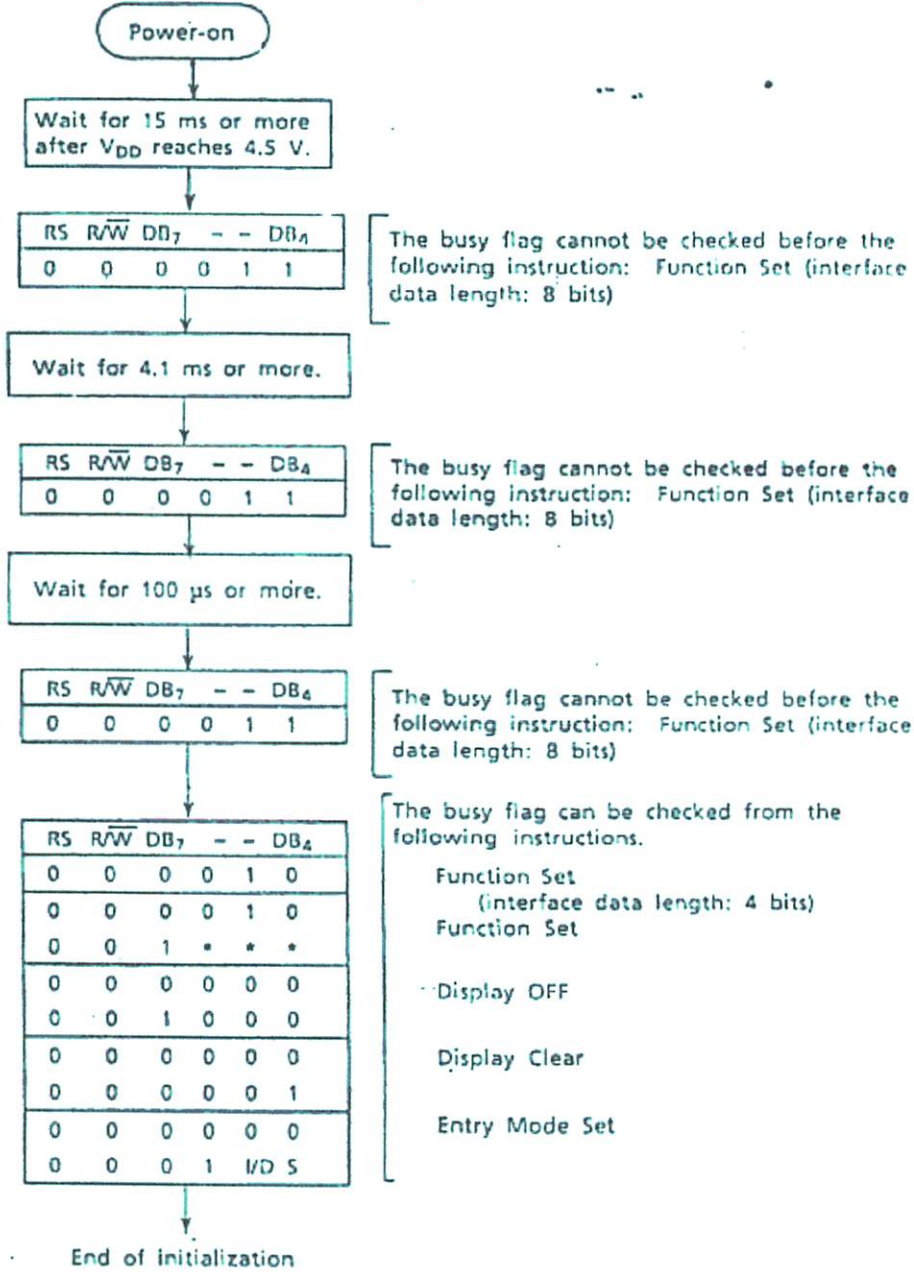 Power-on
Wait for 15 ms or more
after VDD reaches 4.5 V.
RS R/W̅ DB7 - - DB4
0 0 0 0 1 1
The busy flag cannot be checked before the
following instruction: Function Set (interface
data length: 8 bits)
Wait for 4.1 ms or more.
RS R/W̅ DB7 - - DB4
0 0 0 0 1 1
The busy flag cannot be checked before the
following instruction: Function Set (interface
data length: 8 bits)
Wait for 100 µs or more.
RS R/W̅ DB7 - - DB4
0 0 0 0 1 1
The busy flag cannot be checked before the
following instruction: Function Set (interface
data length: 8 bits)
RS R/W̅ DB7 - - DB4
0 0 0 0 1 0
0 0 0 0 1 0
0 0 1 * * *
0 0 0 0 0 0
0 0 1 0 0 0
0 0 0 0 0 0
0 0 0 0 0 1
0 0 0 0 0 0
0 0 0 1 I/D S
The busy flag can be checked from the
following instructions.
Function Set
(interface data length: 4 bits)
Function Set
Display OFF
Display Clear
Entry Mode Set
End of initialization